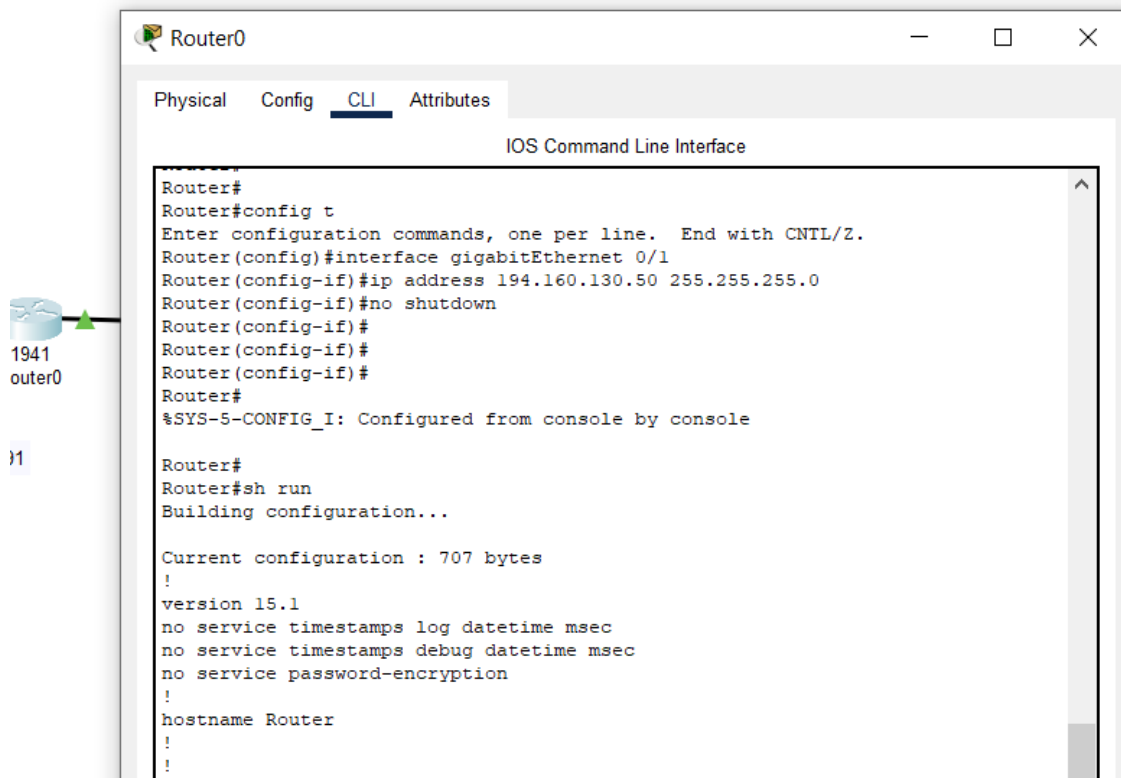 Router0
Physical Config CLI Attributes
IOS Command Line Interface
Router#
Router#config t
Enter configuration commands, one per line.  End with CNTL/Z.
Router(config)#interface gigabitEthernet 0/1
Router(config-if)#ip address 194.160.130.50 255.255.255.0
Router(config-if)#no shutdown
Router(config-if)#
Router(config-if)#
Router(config-if)#
Router#
%SYS-5-CONFIG_I: Configured from console by console
Router#
Router#sh run
Building configuration...
Current configuration : 707 bytes
!
version 15.1
no service timestamps log datetime msec
no service timestamps debug datetime msec
no service password-encryption
!
hostname Router
!
!
1941
outer0
91